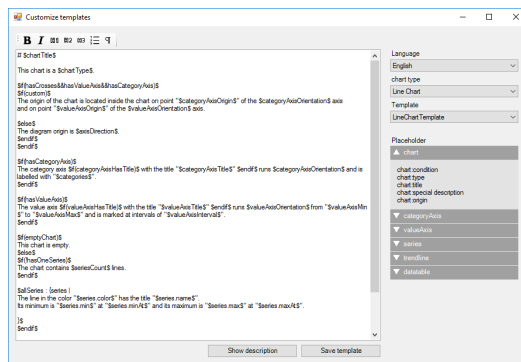 Customize templates
B I H1 H2 H3 ¶
# $chartTitle$
This chart is a $chartType$.
$if(hasCrosses&&hasValueAxis&&hasCategoryAxis)$
$if(custom)$
The origin of the chart is located inside the chart on point "$categoryAxisOrigin$" of the $categoryAxisOrientation$ axis
and on point "$valueAxisOrigin$" of the $valueAxisOrientation$ axis.
$else$
The diagram origin is $axisDirection$.
$endif$
$endif$
$if(hasCategoryAxis)$
The category axis $if(categoryAxisHasTitle)$ with the title "$categoryAxisTitle$" $endif$ runs $categoryAxisOrientation$ and is
labelled with "$categories$".
$endif$
$if(hasValueAxis)$
The value axis $if(valueAxisHasTitle)$ with the title "$valueAxisTitle$" $endif$ runs $valueAxisOrientation$ from "$valueAxisMin
$" to "$valueAxisMax$" and is marked at intervals of "$valueAxisInterval$".
$endif$
$if(emptyChart)$
This chart is empty.
$else$
$if(!hasOneSeries)$
The chart contains $seriesCount$ lines.
$endif$
$allSeries : {series |
The line in the color "$series.color$" has the title "$series.name$".
Its minimum is "$series.min$" at "$series.minAt$" and its maximum is "$series.max$" at "$series.maxAt$".
}$
$endif$
Show description
Save template
Language
English
chart type
Line Chart
Template
LineChartTemplate
Placeholder
chart
chart:condition
chart:type
chart:title
chart:special description
chart:origin
categoryAxis
valueAxis
series
trendline
datatable